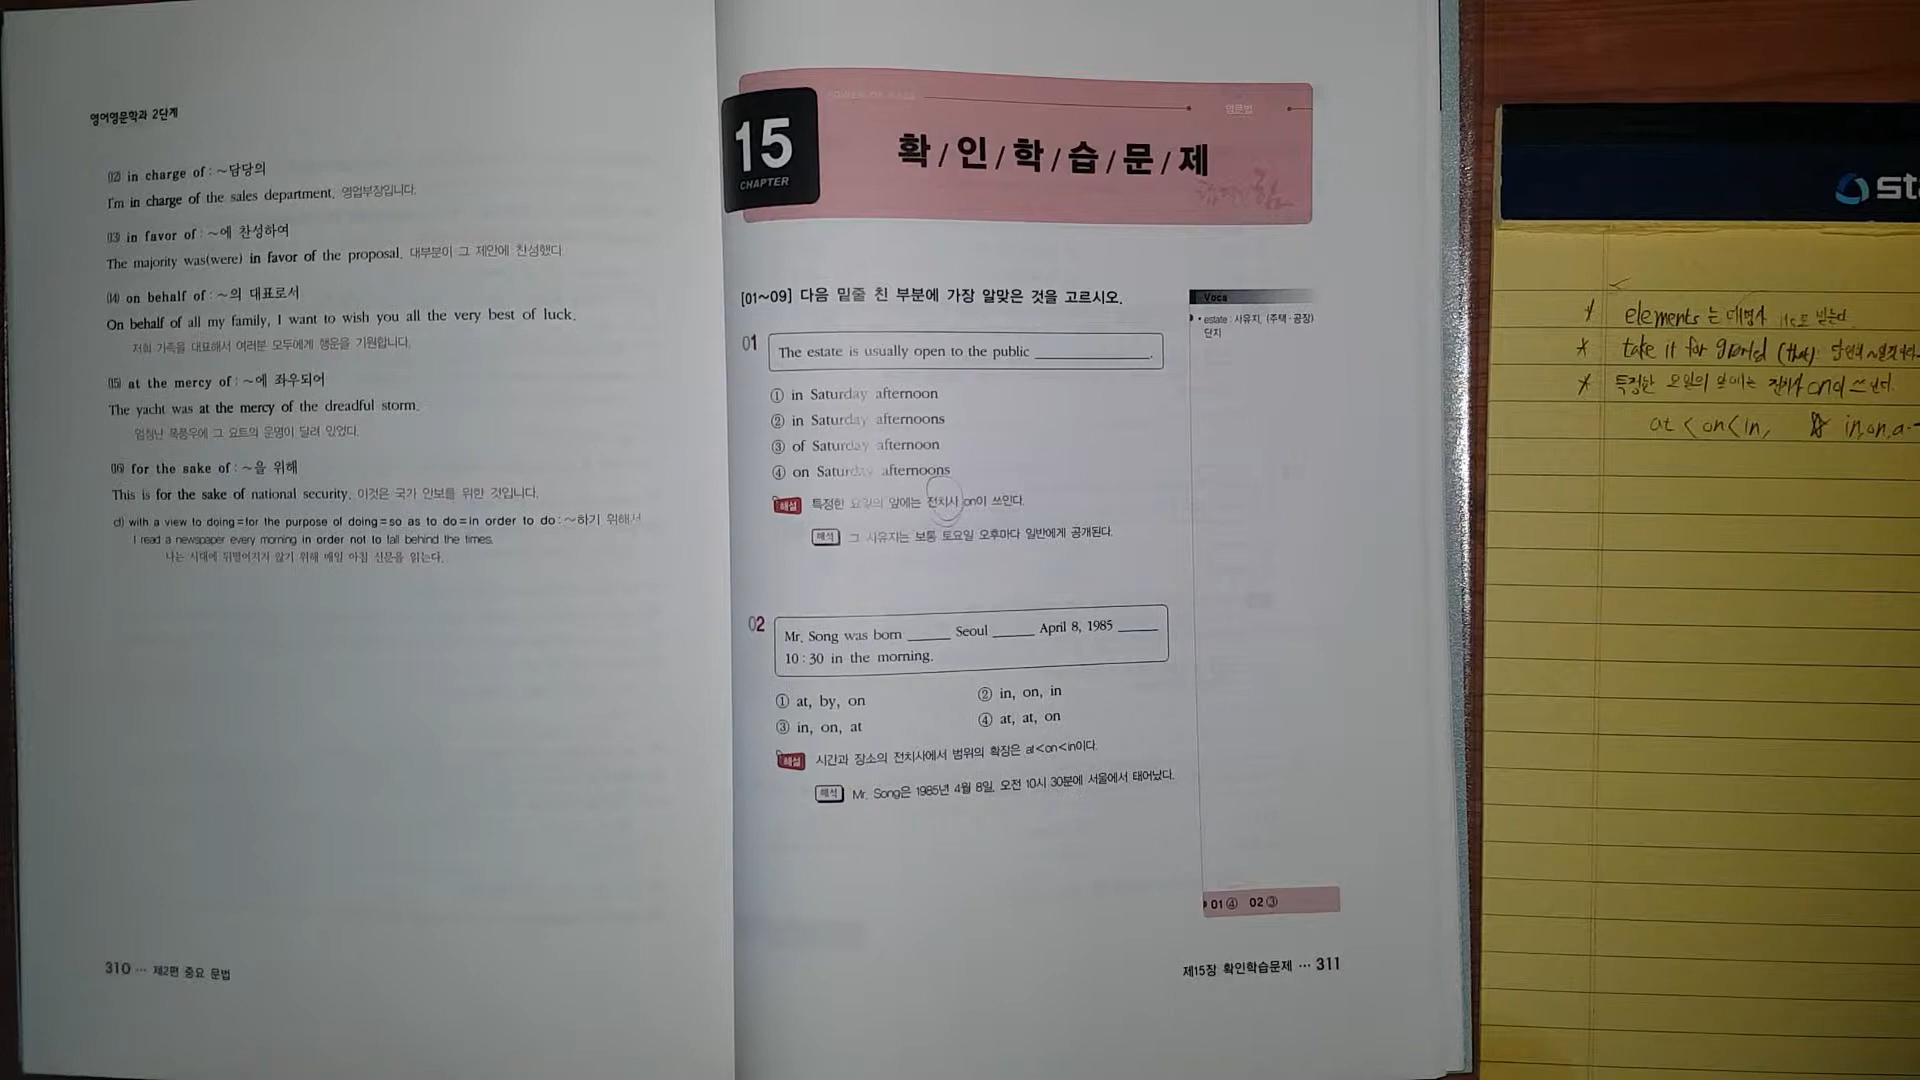 영어영문학과 2단계
(12) in charge of : ～담당의
I'm in charge of the sales department. 영업부장입니다.
(13) in favor of : ～에 찬성하여
The majority was(were) in favor of the proposal. 대부분이 그 제안에 찬성했다
(14) on behalf of : ～의 대표로서
On behalf of all my family, I want to wish you all the very best of luck.
저희 가족을 대표해서 여러분 모두에게 행운을 기원합니다.
(15) at the mercy of : ～에 좌우되어
The yacht was at the mercy of the dreadful storm.
엄청난 폭풍우에 그 요트의 운명이 달려 있었다.
(16) for the sake of : ～을 위해
This is for the sake of national security. 이것은 국가 안보를 위한 것입니다.
d) with a view to doing=for the purpose of doing=so as to do=in order to do : ～하기 위해서
I read a newspaper every morning in order not to fall behind the times.
나는 시대에 뒤떨어지지 않기 위해 매일 아침 신문을 읽는다.
310 … 제2편 중요 문법
15
CHAPTER
영문법
확/인/학/습/문/제
[01~09] 다음 밑줄 친 부분에 가장 알맞은 것을 고르시오.
Voca
• estate : 사유지, (주택·공장)
단지
01 The estate is usually open to the public ________.
① in Saturday afternoon
② in Saturday afternoons
③ of Saturday afternoon
④ on Saturday afternoons
해설 특정한 요일의 앞에는 전치사 on이 쓰인다.
해석 그 사유지는 보통 토요일 오후마다 일반에게 공개된다.
02 Mr. Song was born ____ Seoul ____ April 8, 1985 ____
10 : 30 in the morning.
① at, by, on ② in, on, in
③ in, on, at ④ at, at, on
해설 시간과 장소의 전치사에서 범위의 확장은 at<on<in이다.
해석 Mr. Song은 1985년 4월 8일, 오전 10시 30분에 서울에서 태어났다.
01 ④ 02 ③
제15장 확인학습문제 … 311
elements 는 대명사
take it for (that):
특정한 요일의 앞에는 전치사 on이 쓰인다.
at < on < in, in, on, a